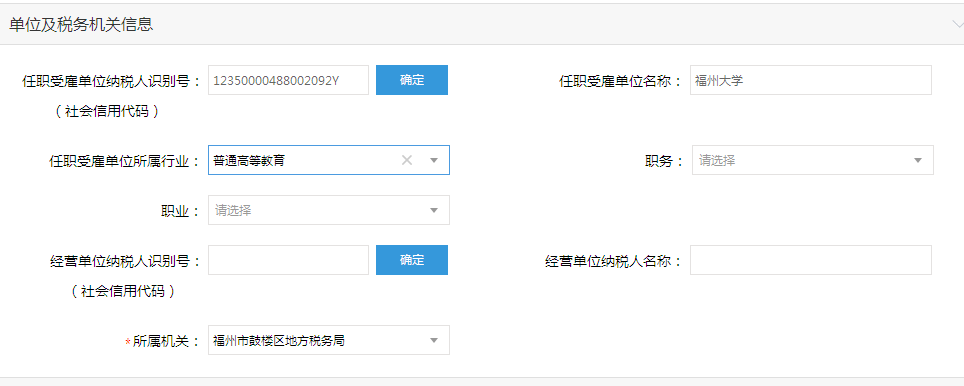 单位及税务机关信息
任职受雇单位纳税人识别号： 12350000488002092Y 确定 任职受雇单位名称： 福州大学
（社会信用代码）
任职受雇单位所属行业： 普通高等教育 职务： 请选择
职业： 请选择
经营单位纳税人识别号： 确定 经营单位纳税人名称：
（社会信用代码）
*所属机关： 福州市鼓楼区地方税务局